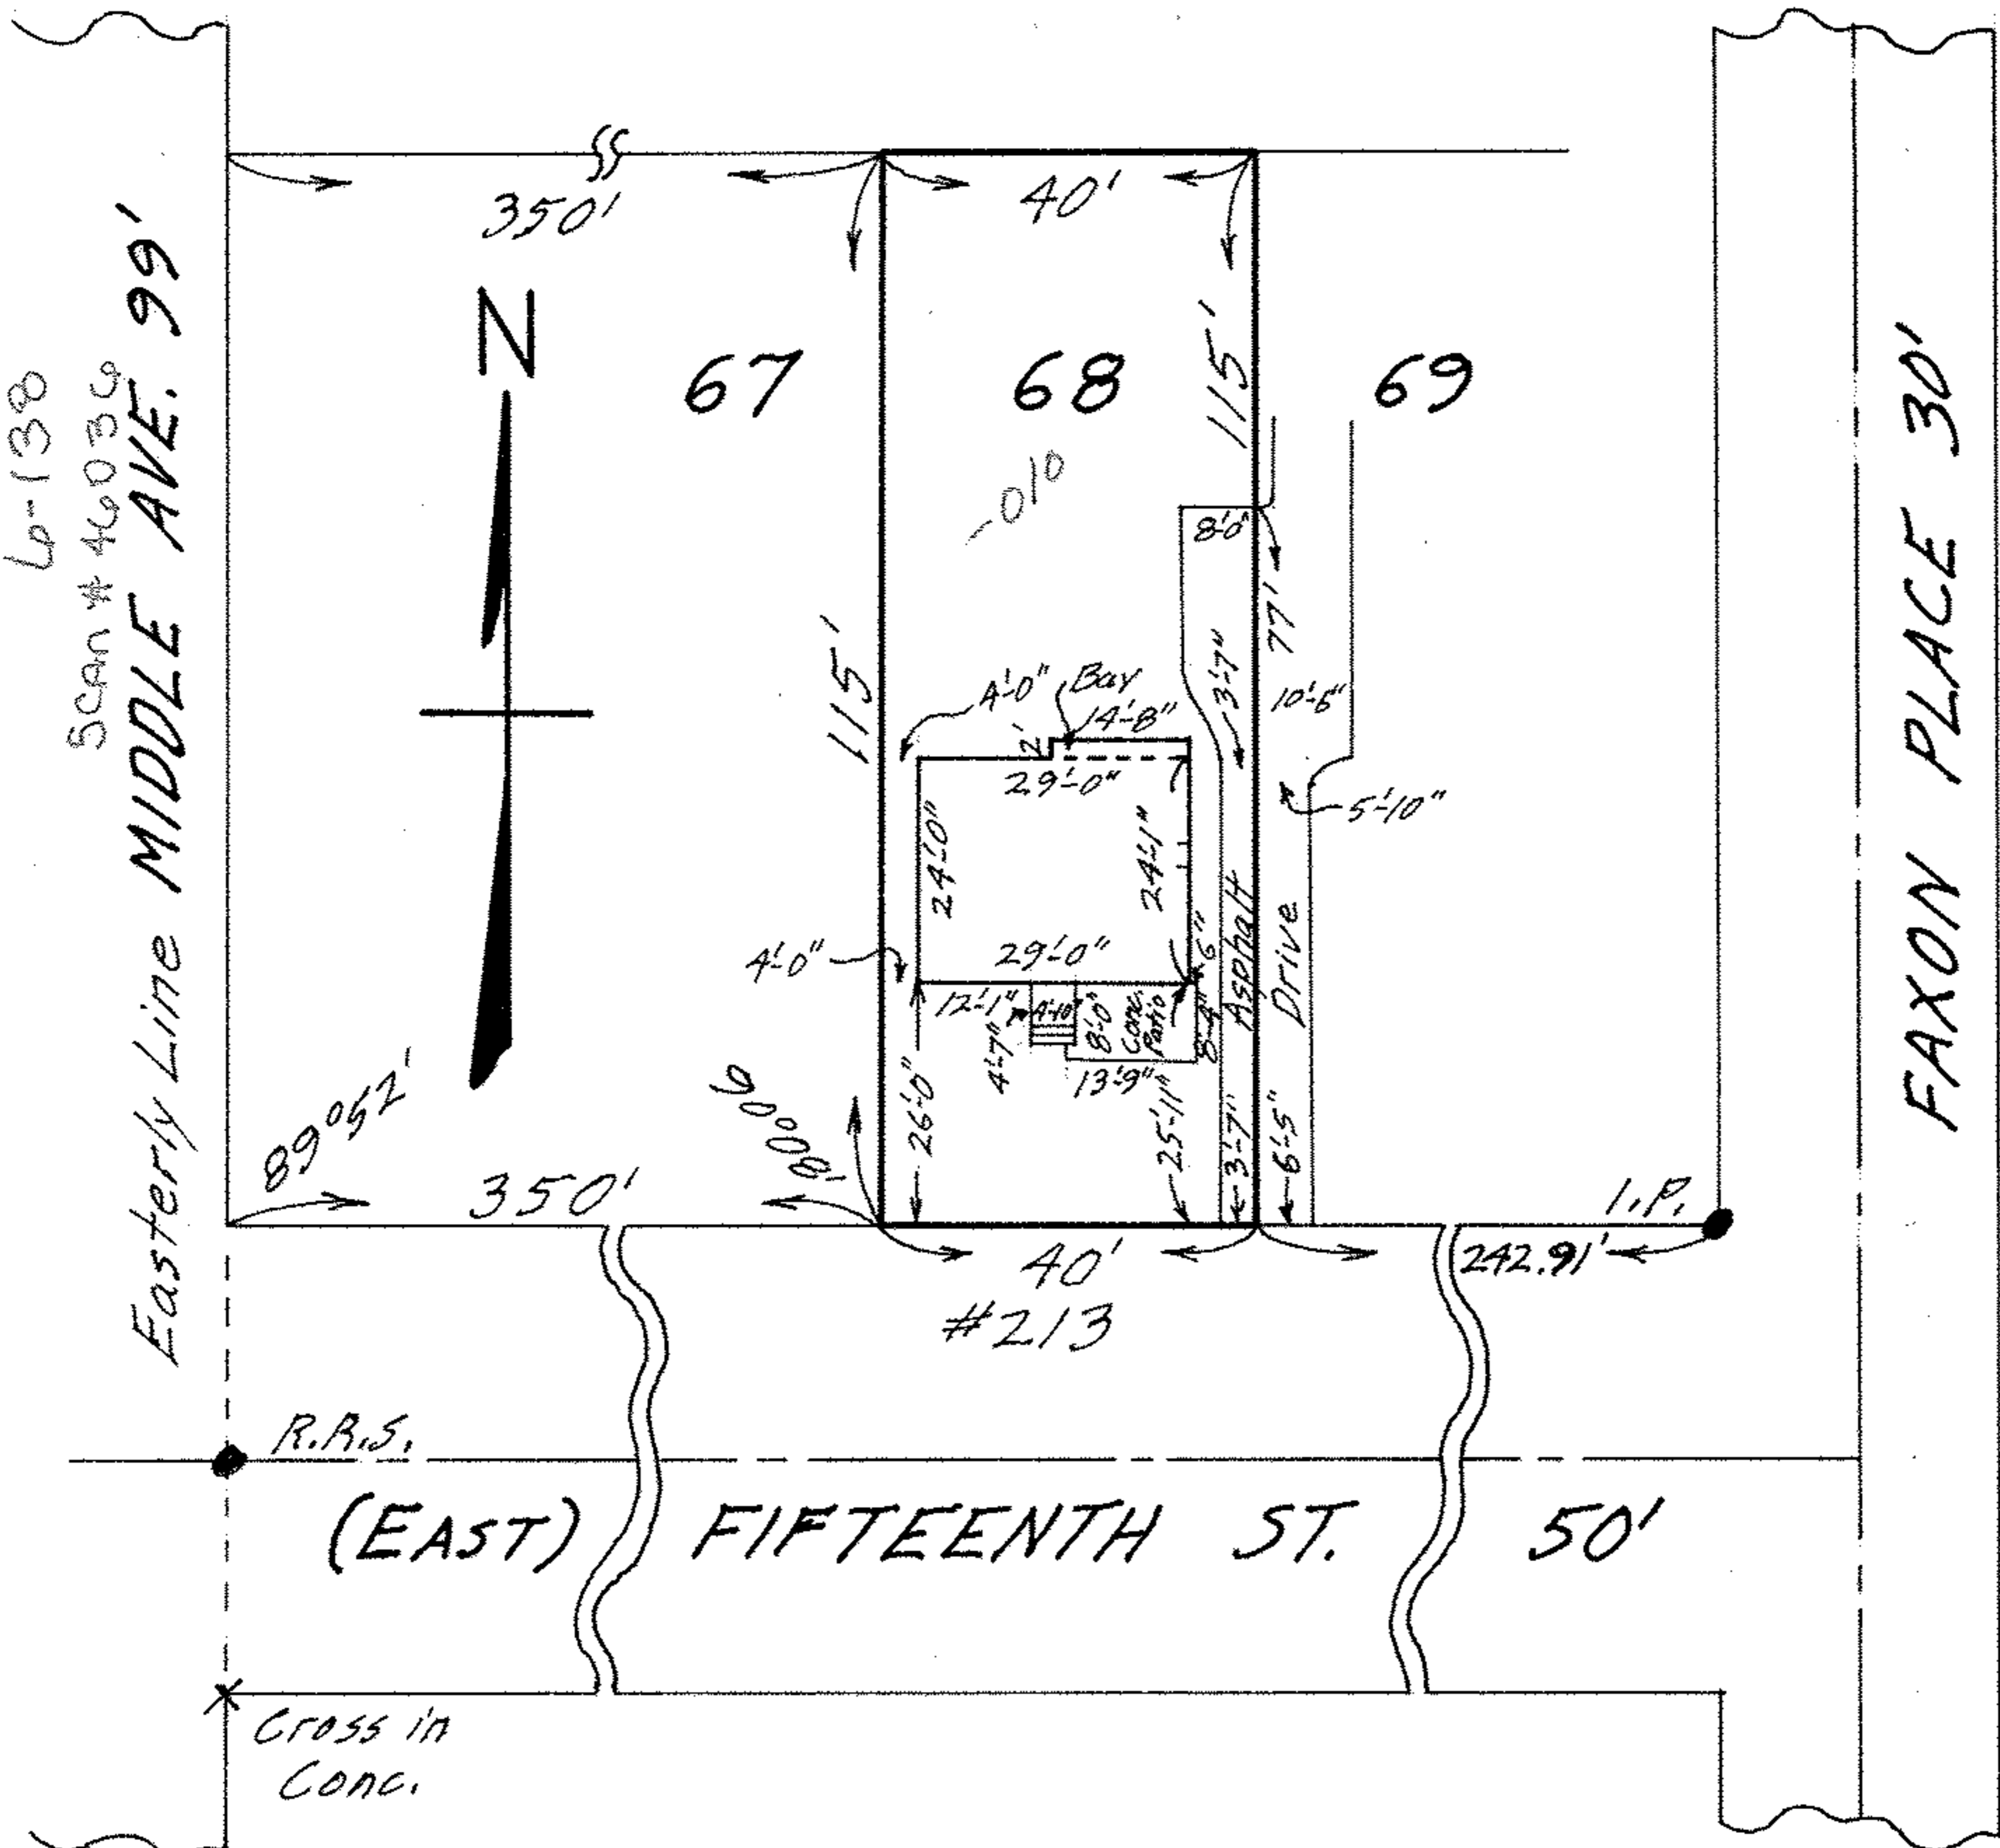 350'
40'
N
67
68
69
115'
115'
-010
8'-0"
77'
3'-7"
10'-6"
4'-0"
Bay
14'-8"
2'
29'-0"
5'-10"
24'-0"
24'-1"
Asphalt
Drive
4'-0"
29'-0"
6"
12'-1"
4'-10"
8'-0"
Conc.
Patio
8'-4"
4'-7"
13'-9"
26'-0"
25'-11"
3'-7"
6'-5"
89°52'
90°08'
350'
I.P.
40'
242.91'
#213
R.R.S.
(EAST) FIFTEENTH ST. 50'
Cross in
Conc.
Scan # 46036
Easterly Line MIDDLE AVE. 99'
FAXON PLACE 30'